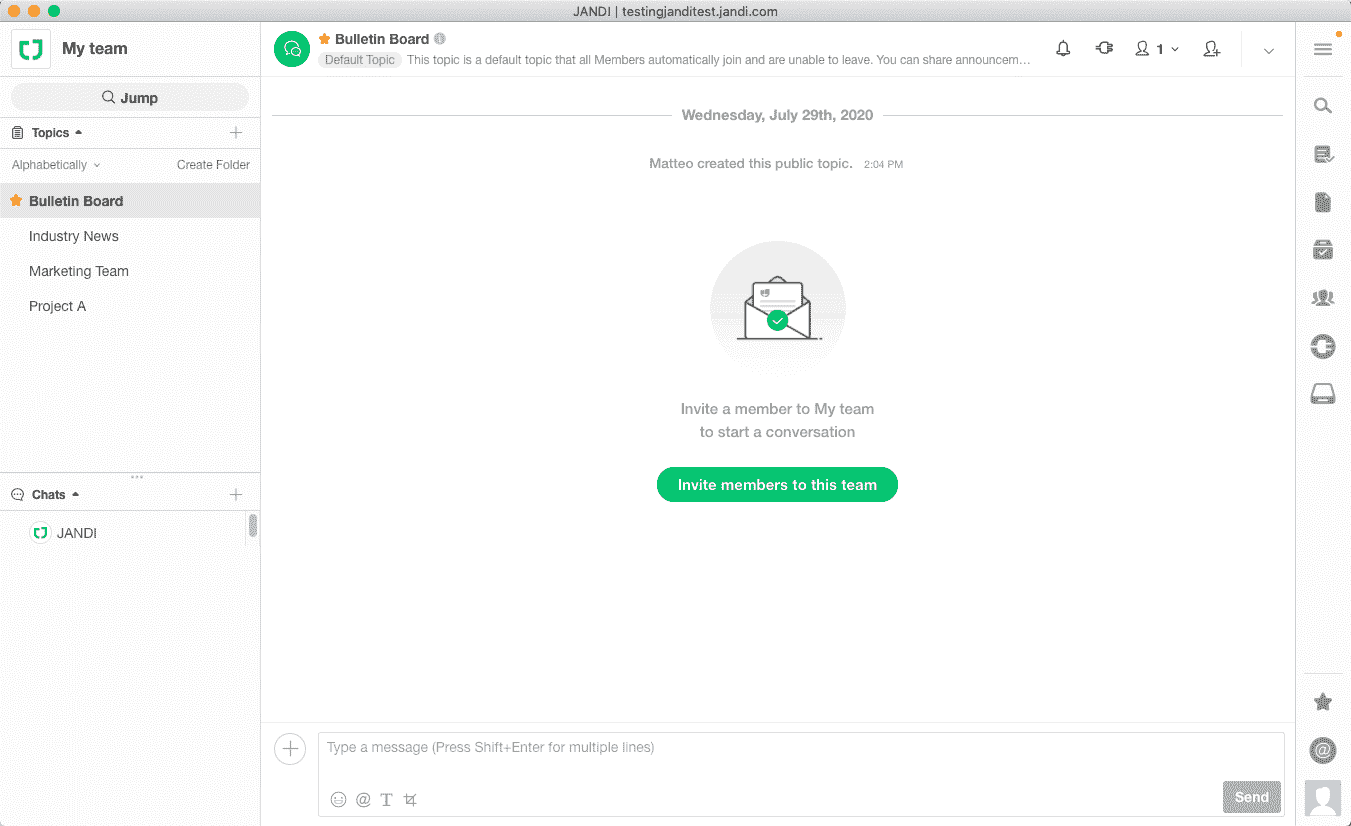 JANDI | testingjanditest.jandi.com
My team
Jump
Topics
Alphabetically
Create Folder
Bulletin Board
Industry News
Marketing Team
Project A
Chats
JANDI
Bulletin Board
Default Topic This topic is a default topic that all Members automatically join and are unable to leave. You can share announcem…
1
Wednesday, July 29th, 2020
Matteo created this public topic. 2:04 PM
Invite a member to My team
to start a conversation
Invite members to this team
Type a message (Press Shift+Enter for multiple lines)
@ T
Send
@